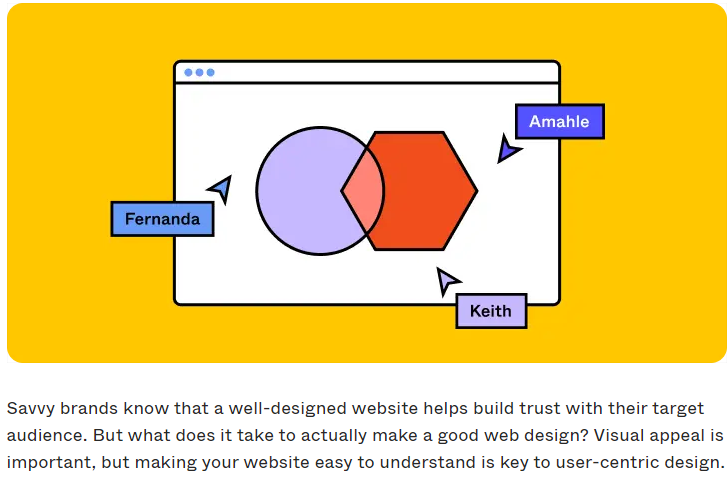 Amahle
Fernanda
Keith
Savvy brands know that a well-designed website helps build trust with their target
audience. But what does it take to actually make a good web design? Visual appeal is
important, but making your website easy to understand is key to user-centric design.